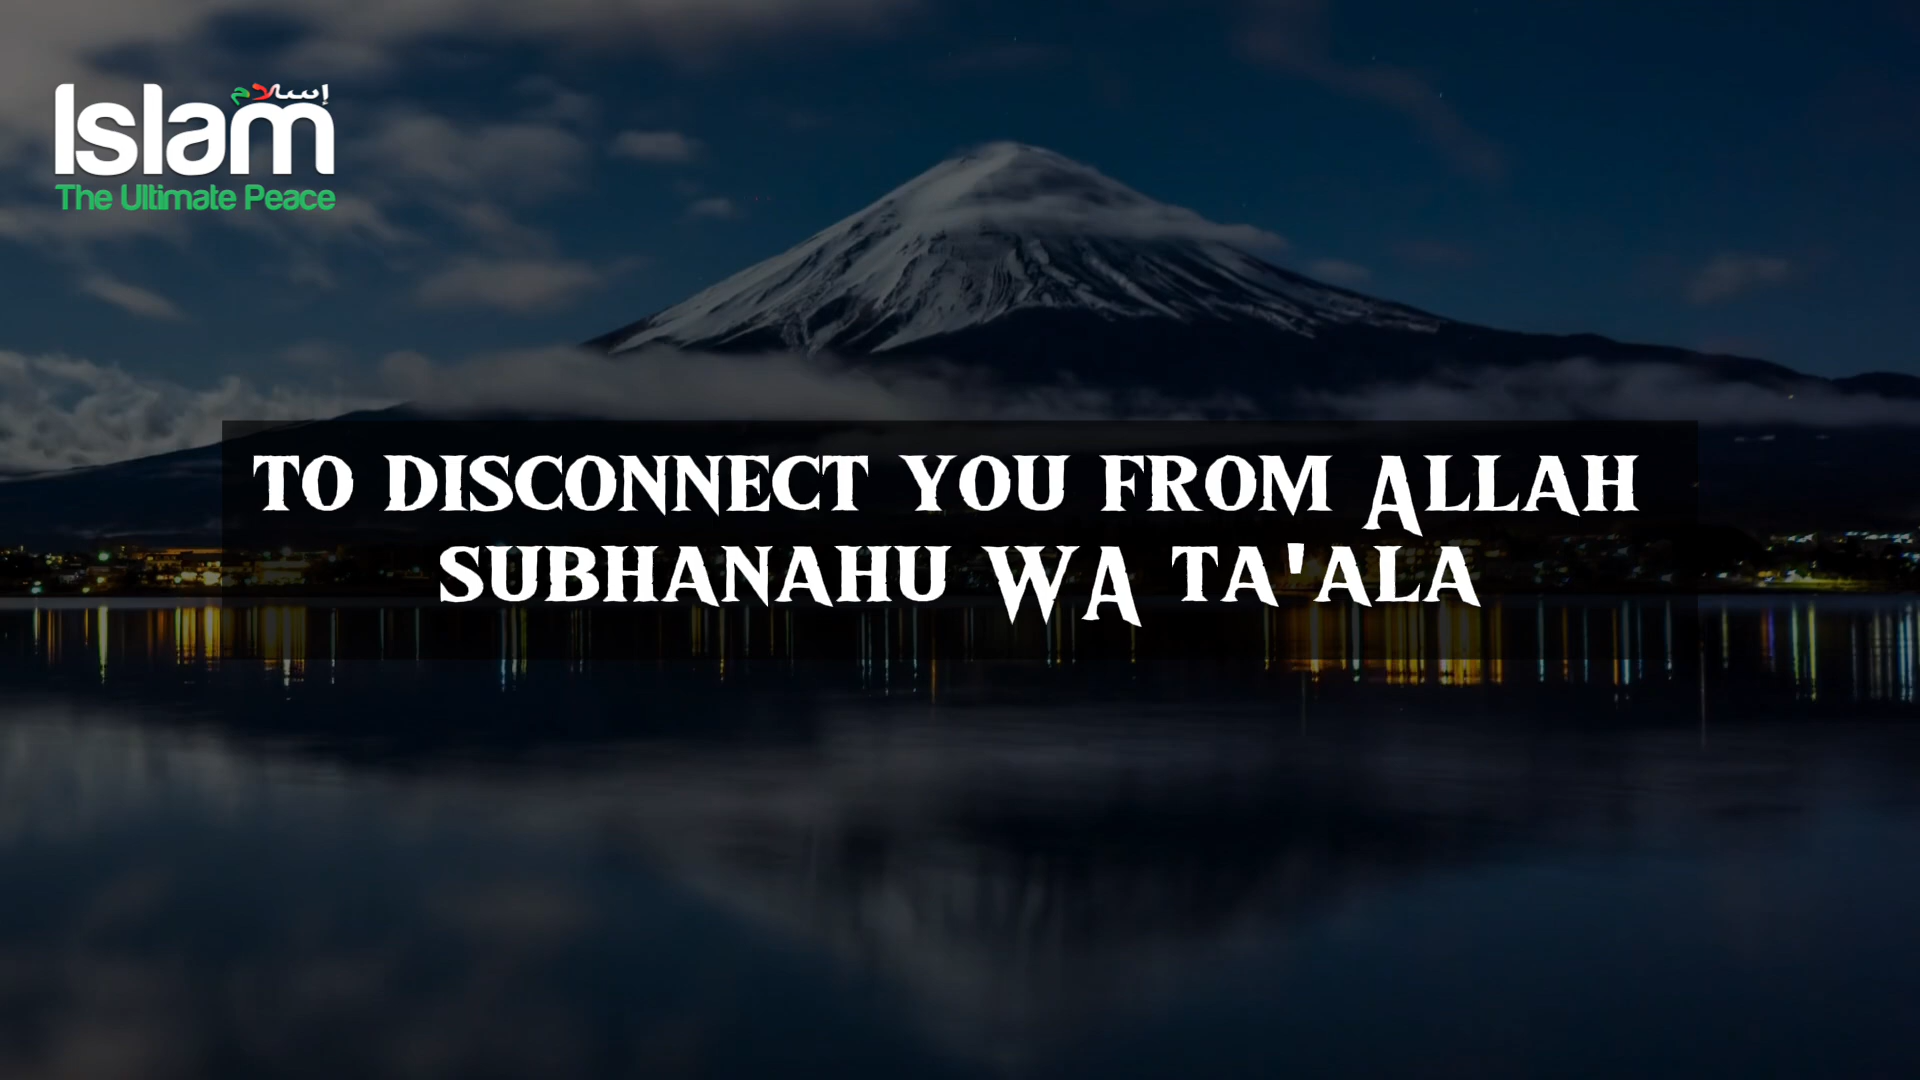 إسلام
Islam
The Ultimate Peace
TO DISCONNECT YOU FROM ALLAH
SUBHANAHU WA TA'ALA